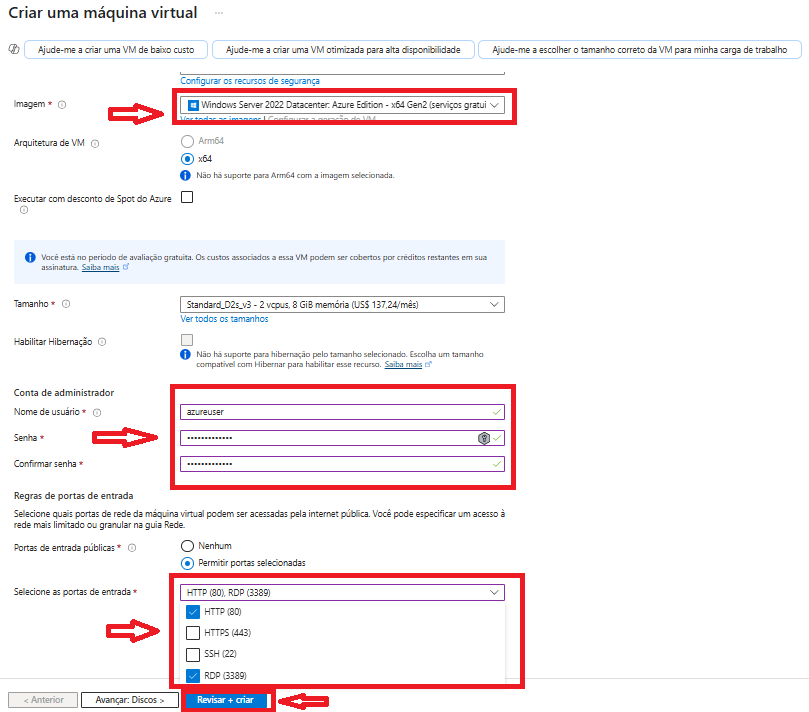 Criar uma máquina virtual ...
Ajude-me a criar uma VM de baixo custo
Ajude-me a criar uma VM otimizada para alta disponibilidade
Ajude-me a escolher o tamanho correto da VM para minha carga de trabalho
Configurar os recursos de segurança
Imagem *
Windows Server 2022 Datacenter: Azure Edition - x64 Gen2 (serviços gratui
Ver todas as imagens | Configurar a geração de VM
Arquitetura de VM
Arm64
x64
Não há suporte para Arm64 com a imagem selecionada.
Executar com desconto de Spot do Azure
Você está no período de avaliação gratuita. Os custos associados a essa VM podem ser cobertos por créditos restantes em sua
assinatura. Saiba mais
Tamanho *
Standard_D2s_v3 - 2 vcpus, 8 GiB memória (US$ 137,24/mês)
Ver todos os tamanhos
Habilitar Hibernação
Não há suporte para hibernação pelo tamanho selecionado. Escolha um tamanho
compatível com Hibernar para habilitar esse recurso. Saiba mais
Conta de administrador
Nome de usuário *
azureuser
Senha *
•••••••••••••
Confirmar senha *
•••••••••••••
Regras de portas de entrada
Selecione quais portas de rede da máquina virtual podem ser acessadas pela internet pública. Você pode especificar um acesso à
rede mais limitado ou granular na guia Rede.
Portas de entrada públicas *
Nenhum
Permitir portas selecionadas
Selecione as portas de entrada *
HTTP (80), RDP (3389)
HTTP (80)
HTTPS (443)
SSH (22)
RDP (3389)
< Anterior
Avançar: Discos >
Revisar + criar